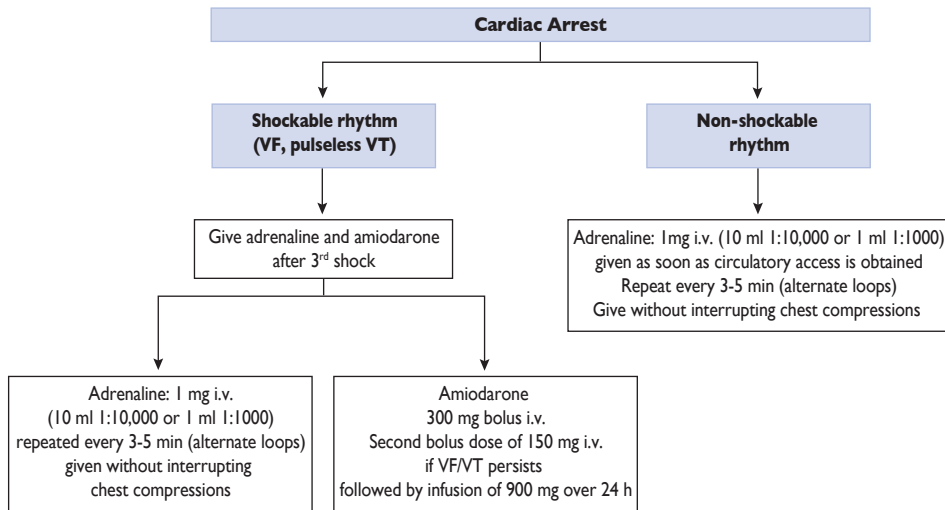 Cardiac Arrest
Shockable rhythm
(VF, pulseless VT)
Non-shockable
rhythm
Give adrenaline and amiodarone
after 3rd shock
Adrenaline: 1mg i.v. (10 ml 1:10,000 or 1 ml 1:1000)
given as soon as circulatory access is obtained
Repeat every 3-5 min (alternate loops)
Give without interrupting chest compressions
Adrenaline: 1 mg i.v.
(10 ml 1:10,000 or 1 ml 1:1000)
repeated every 3-5 min (alternate loops)
given without interrupting
chest compressions
Amiodarone
300 mg bolus i.v.
Second bolus dose of 150 mg i.v.
if VF/VT persists
followed by infusion of 900 mg over 24 h